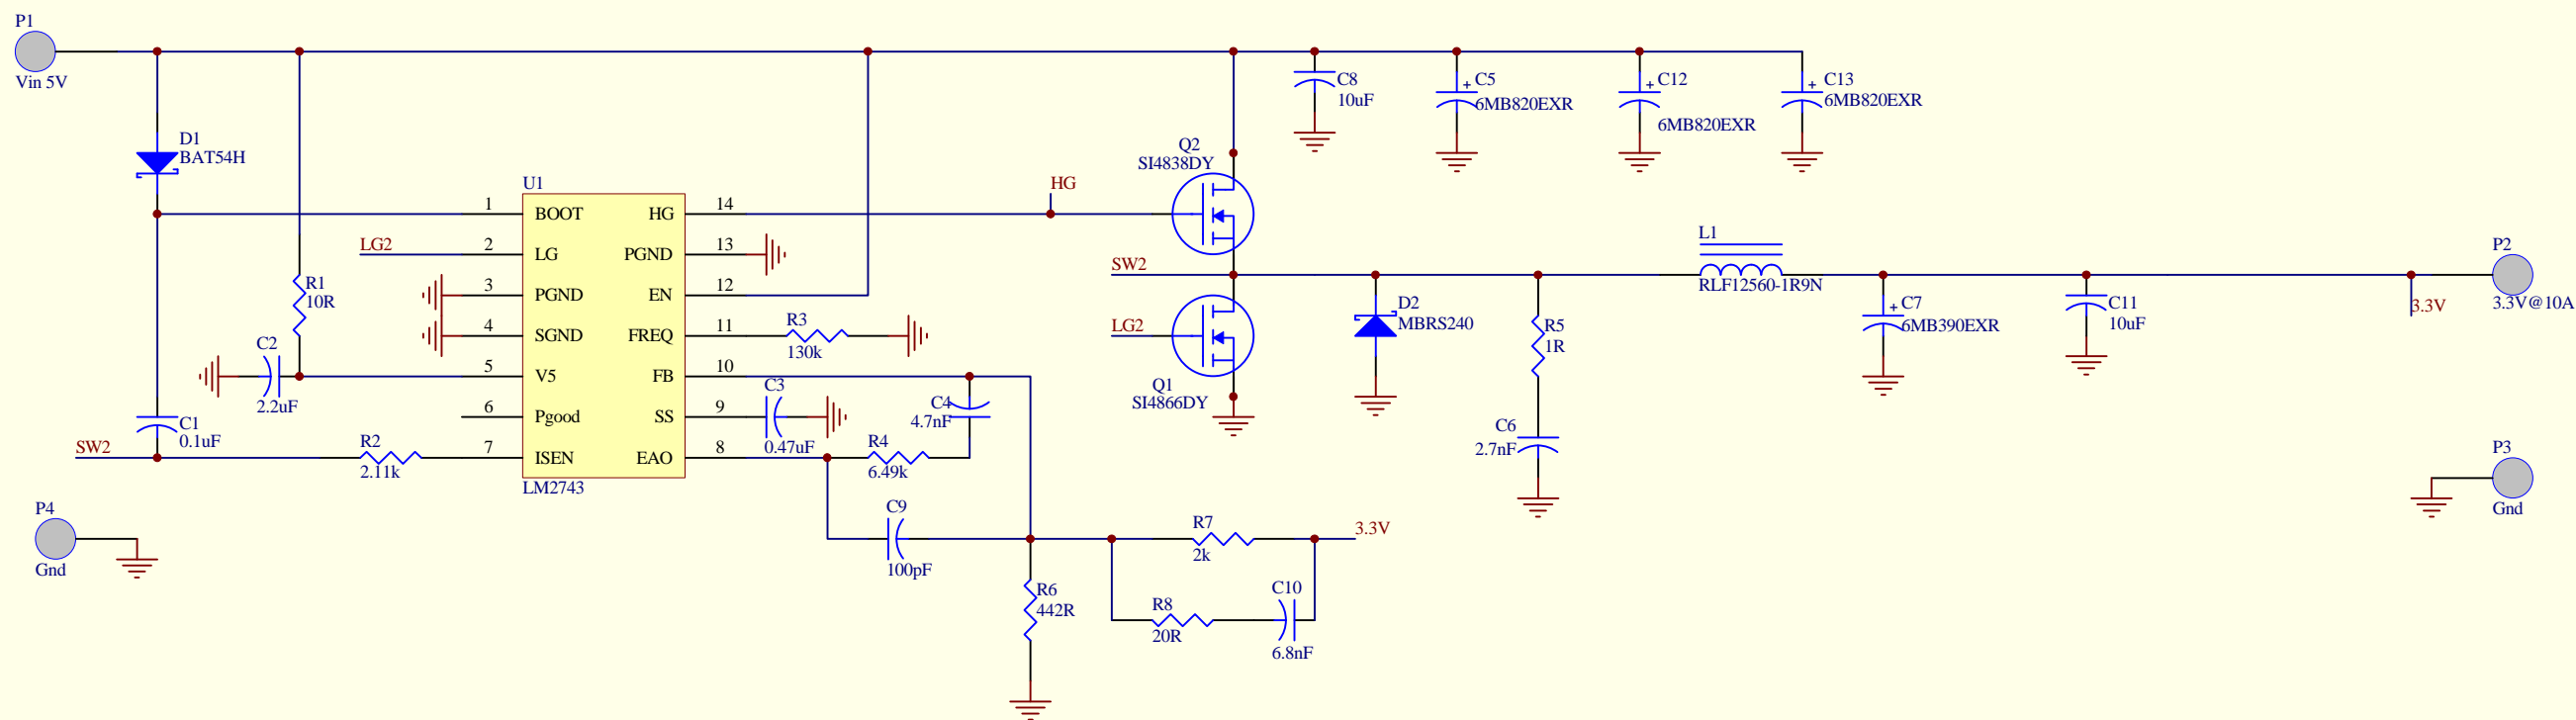 P1
Vin 5V
D1
BAT54H
R1
10R
C2
2.2uF
C1
0.1uF
SW2
R2
2.11k
LG2
U1
1
BOOT
2
LG
3
PGND
4
SGND
5
V5
6
Pgood
7
ISEN
HG
14
PGND
13
EN
12
FREQ
11
FB
10
SS
9
EAO
8
LM2743
R3
130k
C3
0.47uF
C4
4.7nF
R4
6.49k
C9
100pF
R6
442R
R7
2k
3.3V
R8
20R
C10
6.8nF
HG
Q2
SI4838DY
SW2
LG2
Q1
SI4866DY
C8
10uF
+
C5
6MB820EXR
+
C12
6MB820EXR
+
C13
6MB820EXR
D2
MBRS240
R5
1R
C6
2.7nF
L1
RLF12560-1R9N
+
C7
6MB390EXR
C11
10uF
3.3V
P2
3.3V@10A
P3
Gnd
P4
Gnd